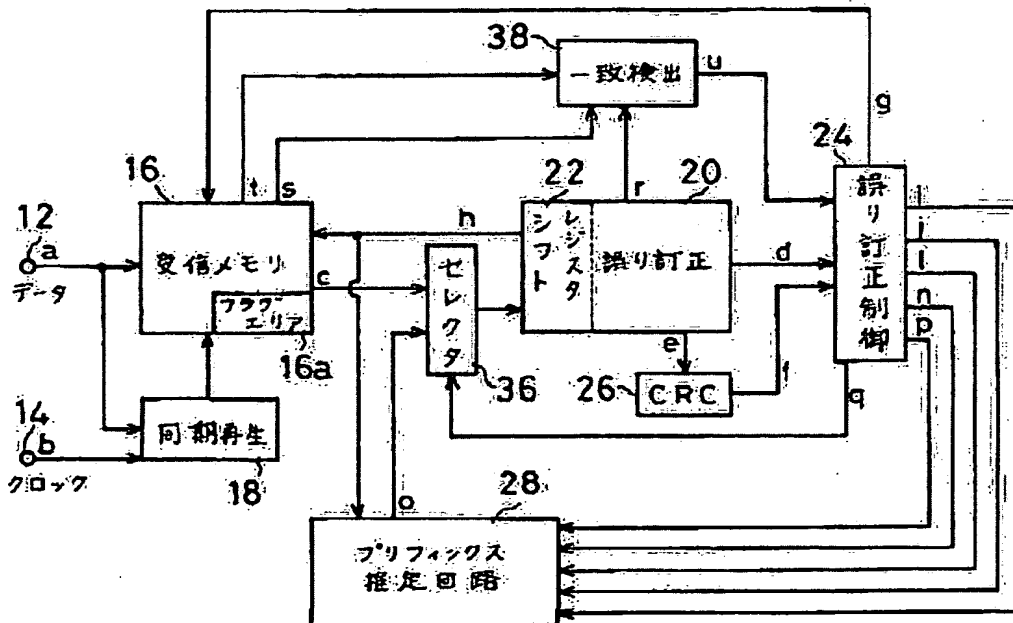 38
一致検出
u
g
24
誤り訂正制御
16
t
s
r
22
20
12
a
データ
受信メモリ
フラグエリア
16a
h
c
セレクタ
36
シフトレジスタ
誤り訂正
d
e
26
CRC
f
i
j
l
n
p
q
14
b
クロック
同期再生
18
o
28
プリフィックス
推定回路